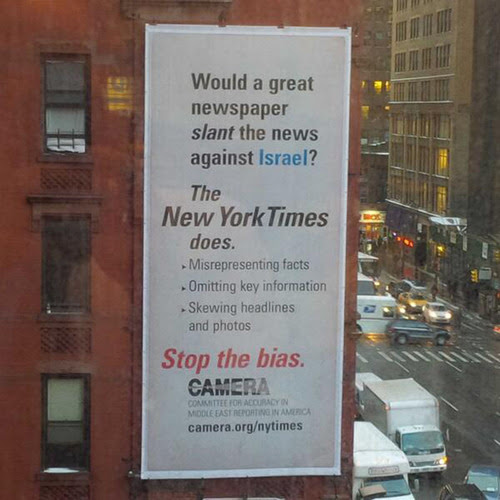 Would a great
newspaper
slant the news
against Israel?
The
New York Times
does.
▸ Misrepresenting facts
▸ Omitting key information
▸ Skewing headlines
and photos
Stop the bias.
CAMERA
COMMITTEE FOR ACCURACY IN
MIDDLE EAST REPORTING IN AMERICA
camera.org/nytimes